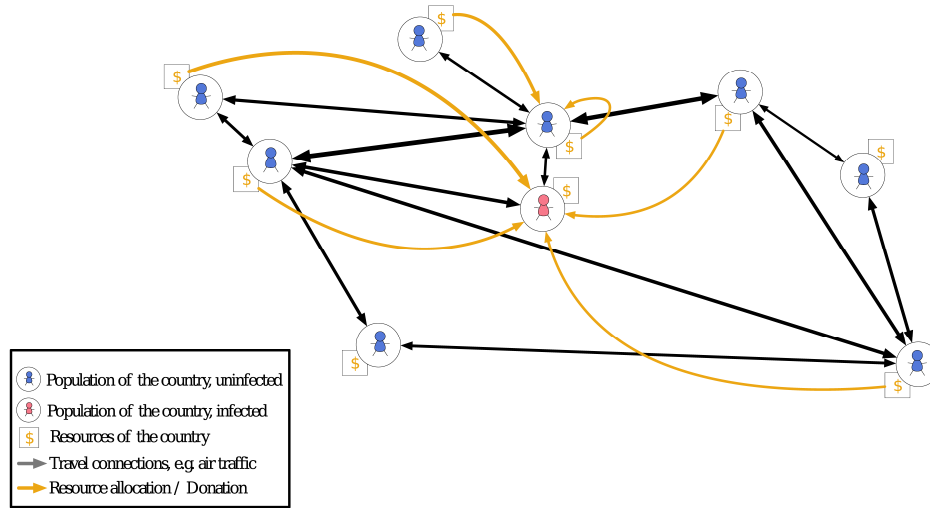 $
$
$
$
$
$
$
$
$
Population of the country, uninfected
Population of the country, infected
$ Resources of the country
Travel connections, e.g. air traffic
Resource allocation / Donation